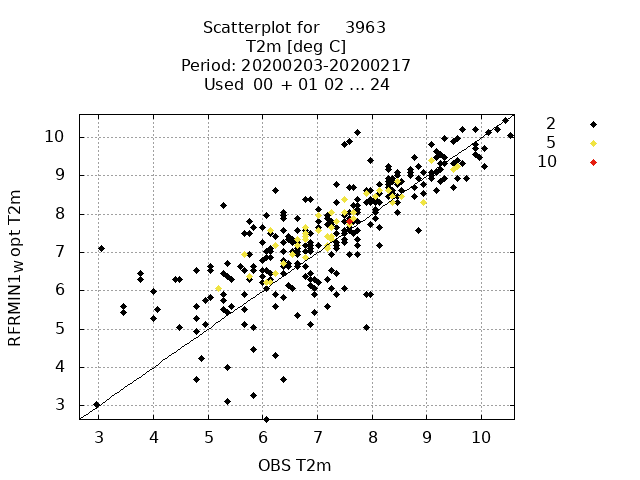 Scatterplot for 3963
T2m [deg C]
Period: 20200203-20200217
Used 00 + 01 02 ... 24
2
5
10
10
9
8
7
6
5
4
3
RFRMIN1_w opt T2m
3 4 5 6 7 8 9 10
OBS T2m